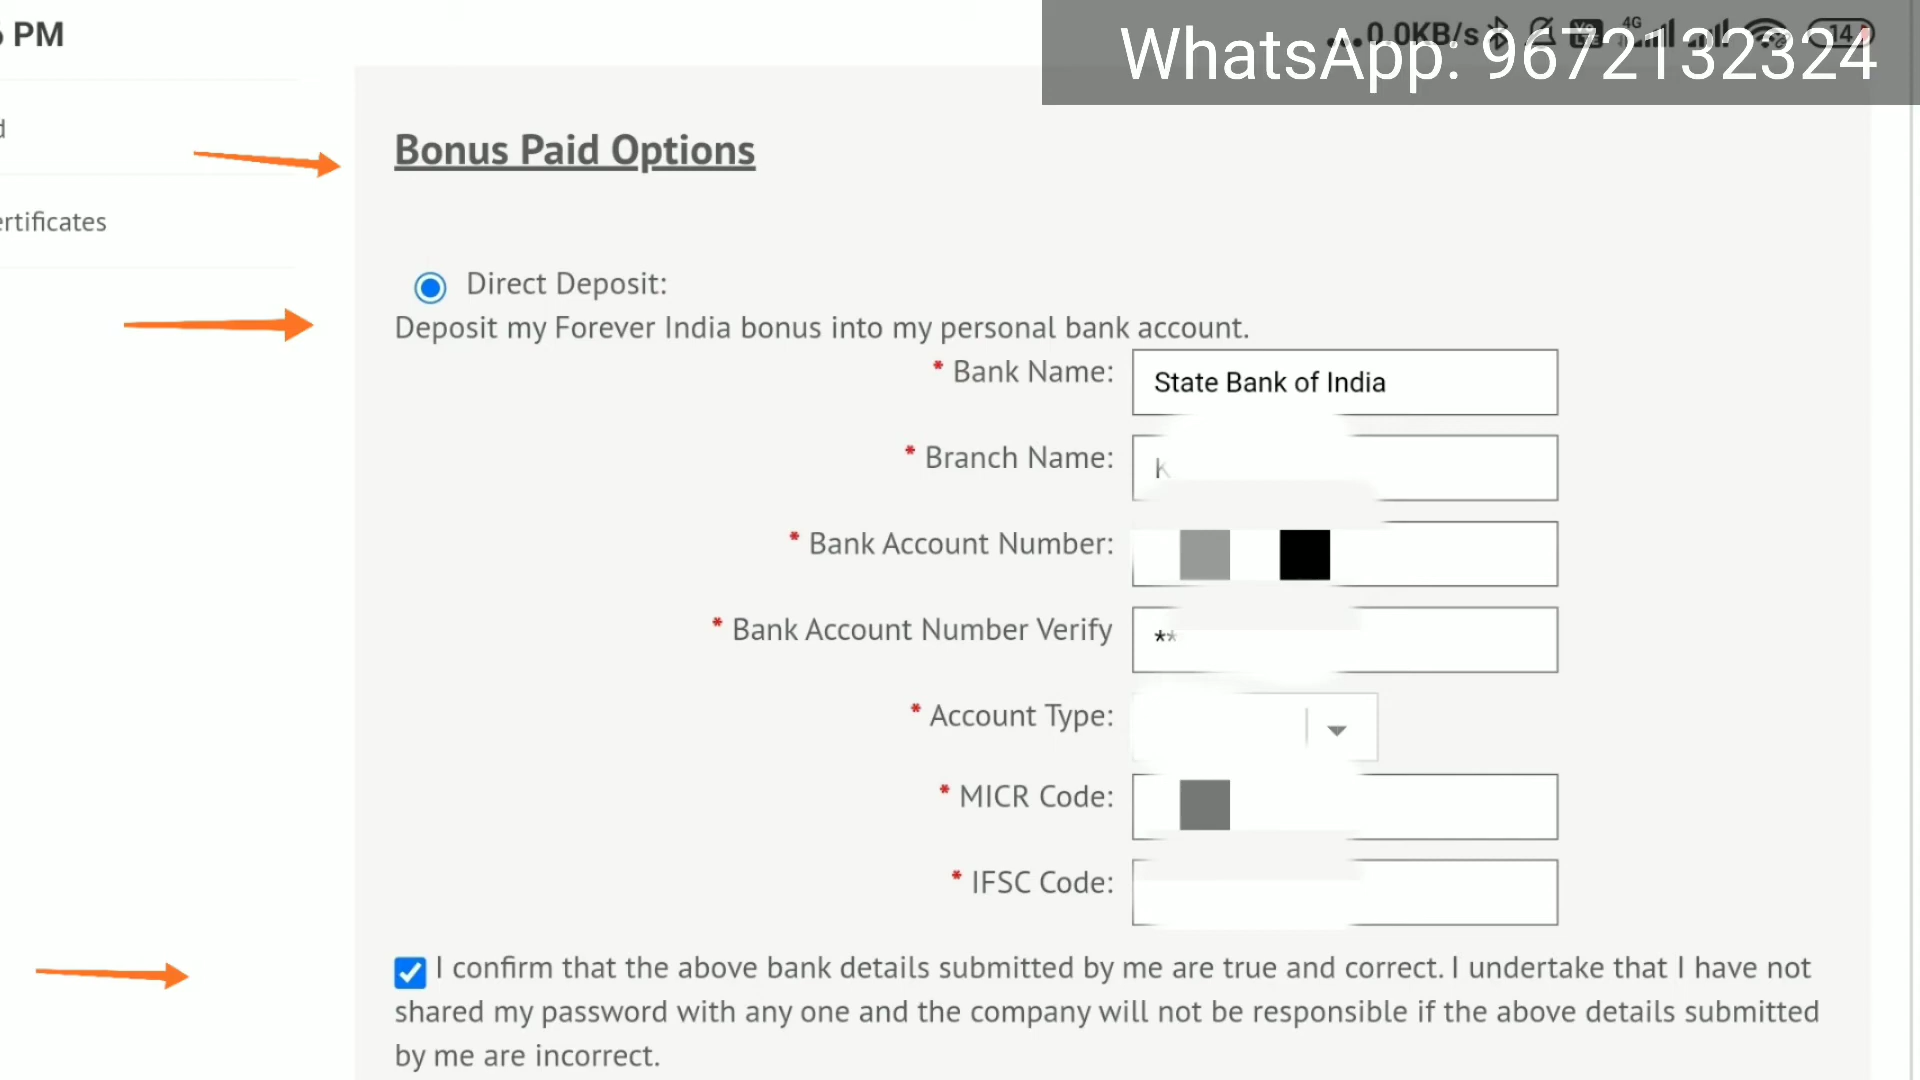 PM
0.0KB/s
4G
14
WhatsApp: 9672132324
Bonus Paid Options
ertificates
Direct Deposit:
Deposit my Forever India bonus into my personal bank account.
* Bank Name: State Bank of India
* Branch Name: K
* Bank Account Number:
* Bank Account Number Verify **
* Account Type:
* MICR Code:
* IFSC Code:
I confirm that the above bank details submitted by me are true and correct. I undertake that I have not
shared my password with any one and the company will not be responsible if the above details submitted
by me are incorrect.